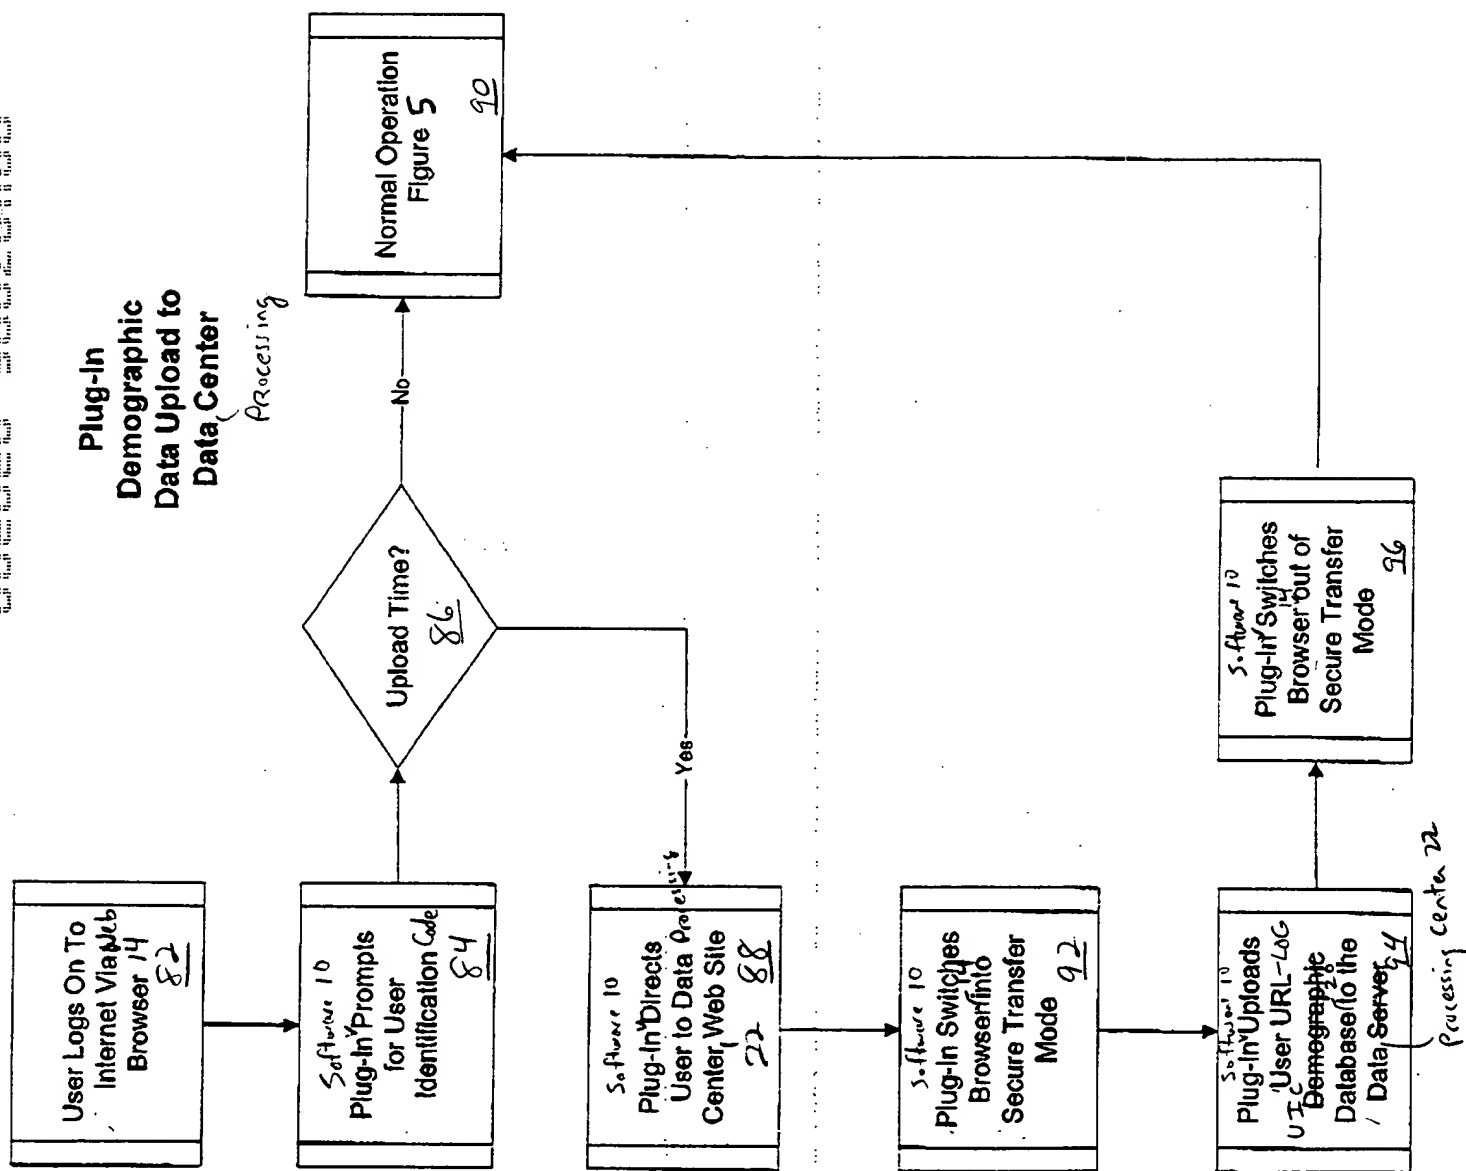 Plug-In
Demographic
Data Upload to
Data Center
Processing
User Logs On To
Internet Via Web
Browser 14
82
Software 10
Plug-In Prompts
for User
Identification Code
84
Upload Time?
86
No
Normal Operation
Figure 5
90
Yes
Software 10
Plug-In Directs
User to Data Processing
Center Web Site
22 88
Software 10
Plug-In Switches
14
Browser into
Secure Transfer
Mode
92
Software 10
Plug-In Uploads
UIC User URL-LOG
Demographic
28
Database to the
Data Server 94
Processing center 22
Software 10
Plug-In Switches
14
Browser out of
Secure Transfer
Mode
96